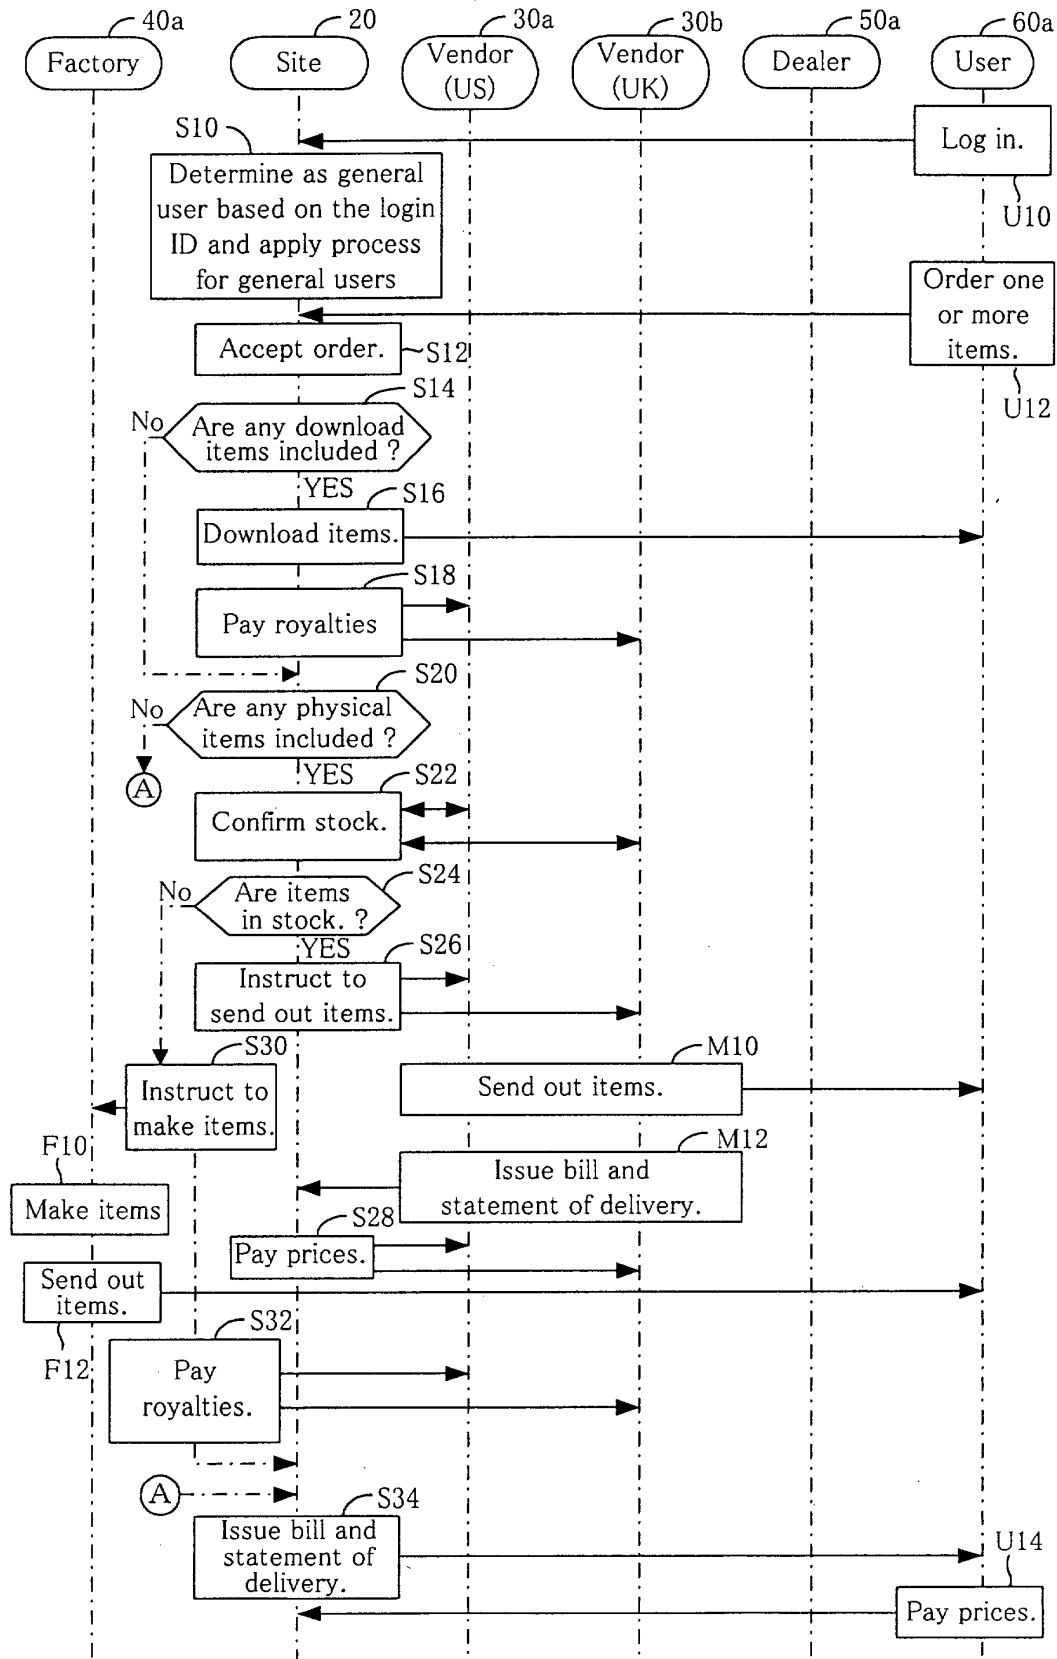 40a
20
30a
30b
50a
60a
Factory
Site
Vendor
(US)
Vendor
(UK)
Dealer
User
Log in.
U10
S10
Determine as general
user based on the login
ID and apply process
for general users
Order one
or more
items.
U12
Accept order.
S12
S14
No
Are any download
items included ?
YES
S16
Download items.
S18
Pay royalties
S20
No
Are any physical
items included ?
A
YES
S22
Confirm stock.
S24
No
Are items
in stock. ?
YES
S26
Instruct to
send out items.
S30
Instruct to
make items.
M10
Send out items.
F10
Make items
M12
Issue bill and
statement of delivery.
S28
Pay prices.
Send out
items.
F12
S32
Pay
royalties.
A
S34
Issue bill and
statement of
delivery.
U14
Pay prices.